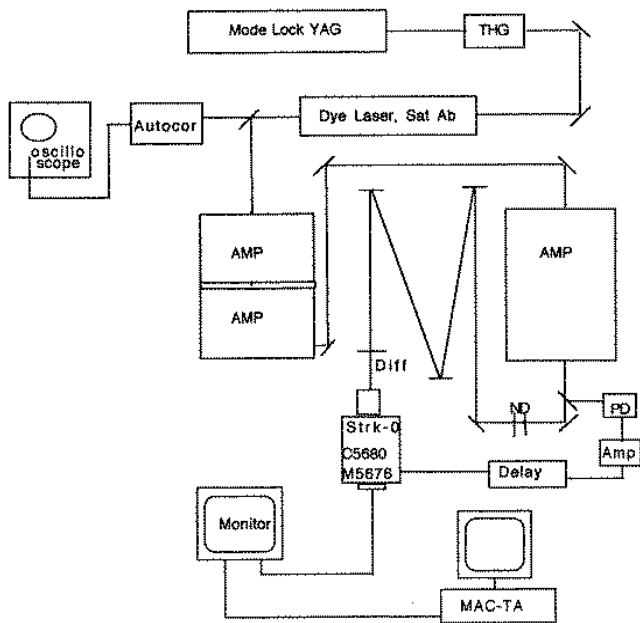 Mode Lock YAG
THG
Autocor
Dye Laser, Sat Ab
oscillo
scope
AMP
AMP
AMP
Diff
ND
PD
Strk-0
C5680
M5676
Amp
Delay
Monitor
MAC-TA